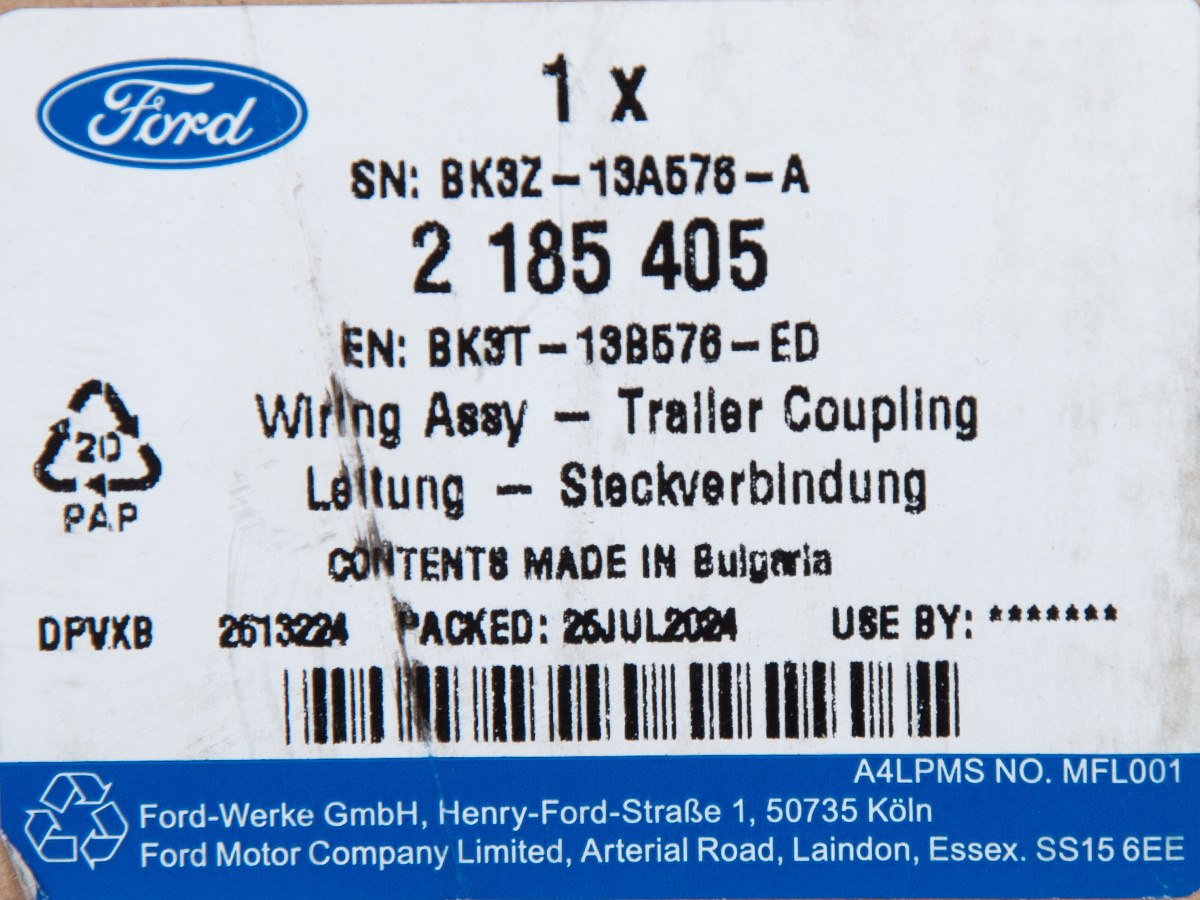 Ford
1 x
SN: BK3Z-13A576-A
2 185 405
EN: BK3T-13B576-ED
Wiring Assy - Trailer Coupling
Leitung - Steckverbindung
20
PAP
CONTENTS MADE IN Bulgaria
DPVXB 2613224 PACKED: 25JUL2024 USE BY: *******
A4LPMS NO. MFL001
Ford-Werke GmbH, Henry-Ford-Straße 1, 50735 Köln
Ford Motor Company Limited, Arterial Road, Laindon, Essex. SS15 6EE